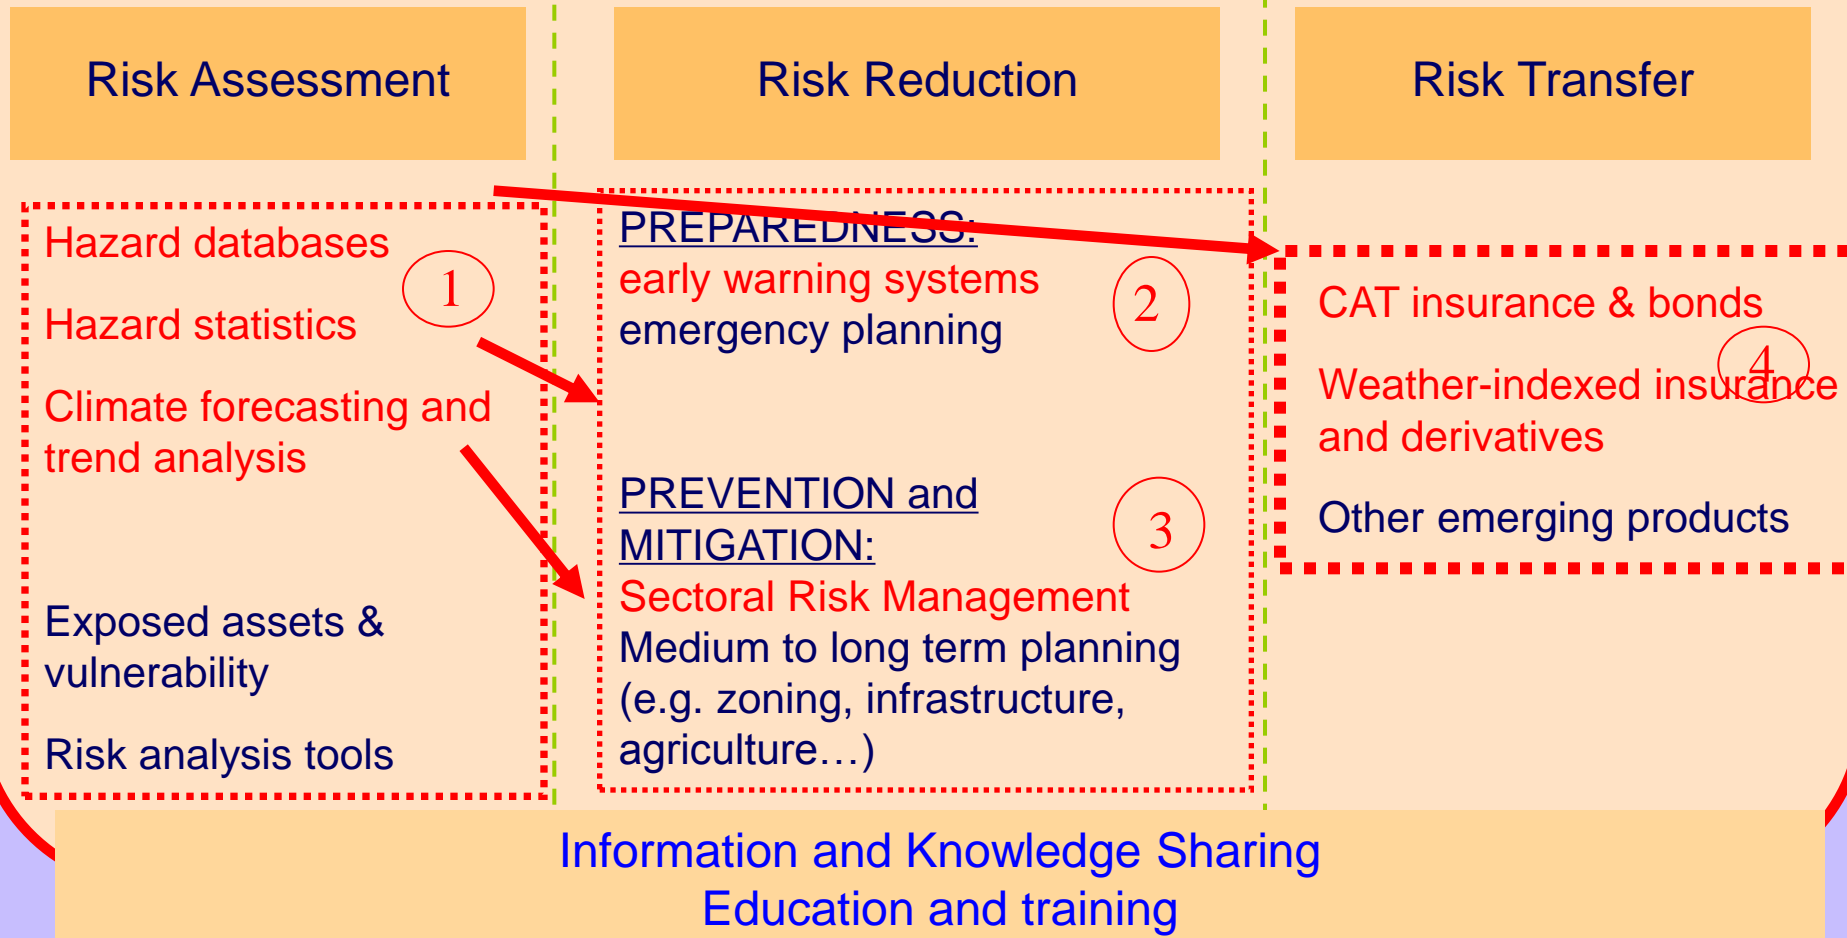 Risk Assessment
Risk Reduction
Risk Transfer
Hazard databases
1
Hazard statistics
Climate forecasting and
trend analysis
Exposed assets &
vulnerability
Risk analysis tools
PREPAREDNESS:
early warning systems
2
emergency planning
PREVENTION and
3
MITIGATION:
Sectoral Risk Management
Medium to long term planning
(e.g. zoning, infrastructure,
agriculture…)
CAT insurance & bonds
4
Weather-indexed insurance
and derivatives
Other emerging products
Information and Knowledge Sharing
Education and training